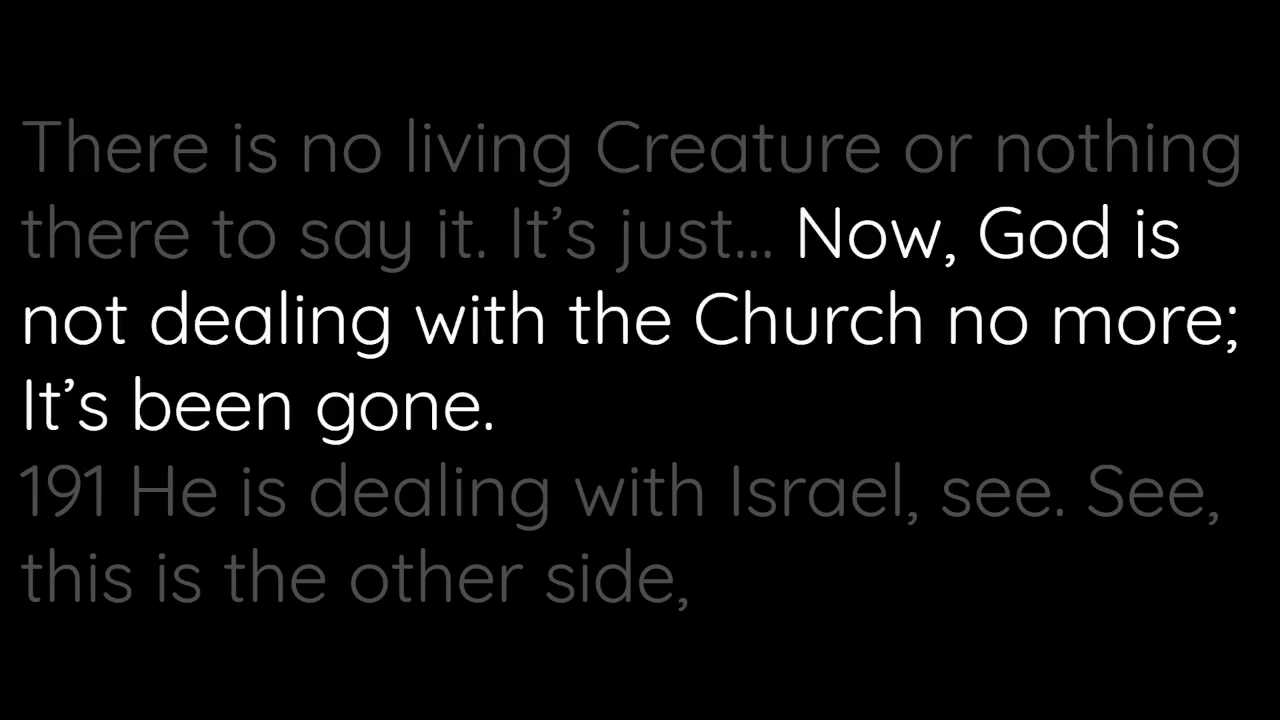 There is no living Creature or nothing
there to say it. It’s just... Now, God is
not dealing with the Church no more;
It’s been gone.
191 He is dealing with Israel, see. See,
this is the other side,